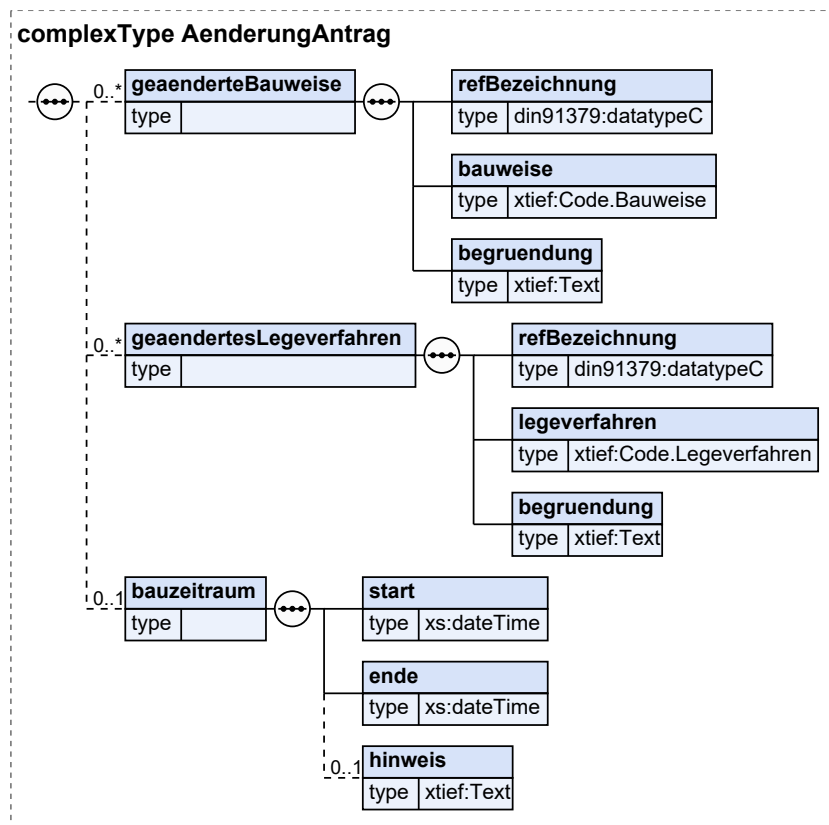 complexType AenderungAntrag
0..* geaenderteBauweise
type
refBezeichnung
type din91379:datatypeC
bauweise
type xtief:Code.Bauweise
begruendung
type xtief:Text
0..* geaendertesLegeverfahren
type
refBezeichnung
type din91379:datatypeC
legeverfahren
type xtief:Code.Legeverfahren
begruendung
type xtief:Text
0..1 bauzeitraum
type
start
type xs:dateTime
ende
type xs:dateTime
0..1 hinweis
type xtief:Text